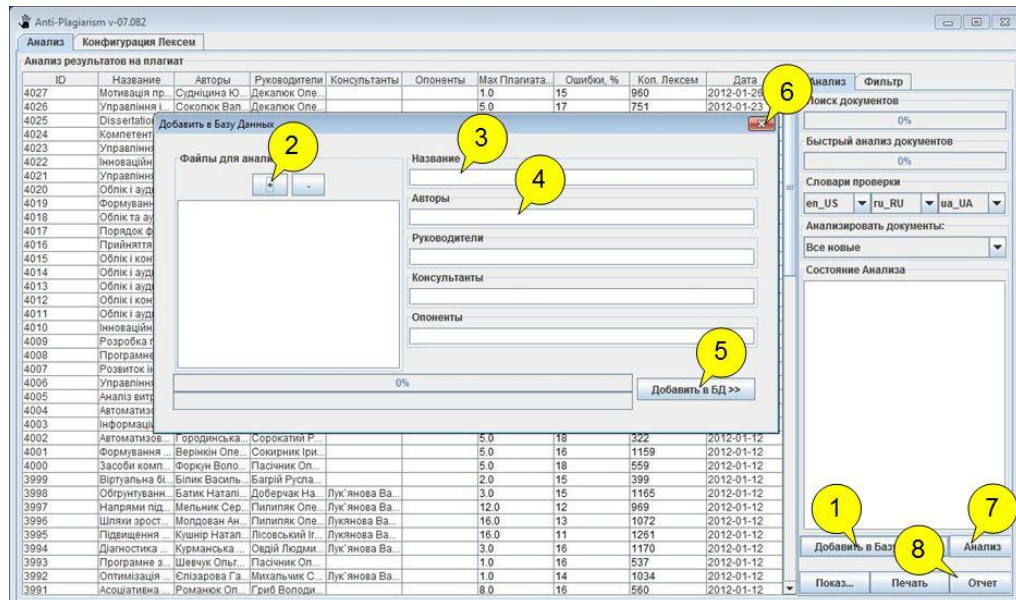 Anti-Plagiarism v-07.082
Анализ Конфигурация Лексем
Анализ результатов на плагиат
ID Название Авторы Руководители Консультанты Опоненты Max Плагиата... Ошибки, % Кол. Лексем Дата
4027 Мотивація пр... Судніцина Ю... Декалюк Оле... 1.0 15 960 2012-01-26
4026 Управління і... Соколюк Вал... Декалюк Оле... 5.0 17 751 2012-01-23
4025 Dissertation
4024 Компетент
4023 Управління
4022 Інноваційн
4021 Управління
4020 Облік і ауди
4019 Формуванн
4018 Облік та ау
4017 Порядок ф
4016 Прийняття
4015 Облік і кон
4014 Облік і ауди
4013 Облік і ауди
4012 Облік і кон
4011 Облік і ауди
4010 Інноваційн
4009 Розробка
4008 Програмне
4007 Розвиток ін
4006 Управління
4005 Аналіз витр
4004 Автоматизо
4003 Інформаці
4002 Автоматизов... Городинська... Сорокатий Р... 5.0 18 322 2012-01-12
4001 Формування ... Верінкін Оле... Сокирник Іри... 5.0 16 1159 2012-01-12
4000 Засоби комп... Форкун Воло... Пасічник Ол... 5.0 18 559 2012-01-12
3999 Віртуальна бі... Білик Василь... Багрій Русла... 2.0 15 399 2012-01-12
3998 Обгрунтуванн... Батик Наталі... Доберчак На... Лук'янова Ва... 3.0 15 1165 2012-01-12
3997 Напрями під... Мельник Сер... Пилипяк Оле... Лук'янова Ва... 12.0 12 969 2012-01-12
3996 Шляхи зрост... Молдован Ан... Пилипяк Оле... Лукянова Ва... 16.0 13 1072 2012-01-12
3995 Підвищення ... Кушнір Натал... Лісовський Іг... Лукянова Ва... 16.0 11 1261 2012-01-12
3994 Діагностика ... Курманська ... Овдій Людми... Лук'янова Ва... 3.0 16 1170 2012-01-12
3993 Програмне з... Шевчук Ольг... Пасічник Ол... 1.0 16 537 2012-01-12
3992 Оптимізація ... Єлізарова Га... Михальчик С... Лук'янова Ва... 1.0 14 1034 2012-01-12
3991 Асоціативна ... Романюк Ол... Гриб Володи... 8.0 16 560 2012-01-12
Добавить в Базу Данных
Файлы для анализ
+ -
Название
Авторы
Руководители
Консультанты
Опоненты
0%
Добавить в БД >>
Анализ Фильтр
Поиск документов
0%
Быстрый анализ документов
0%
Словари проверки
en_US ru_RU ua_UA
Анализировать документы:
Все новые
Состояние Анализа
Добавить в Базу Анализ
Показ... Печать Отчет
1
2
3
4
5
6
7
8